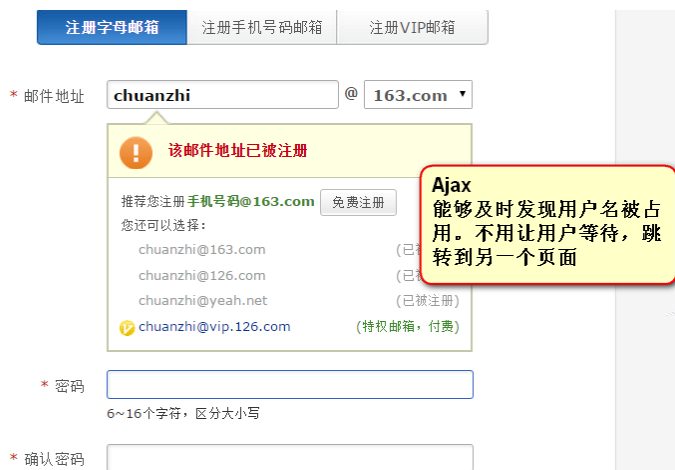 注册字母邮箱 注册手机号码邮箱 注册VIP邮箱
* 邮件地址 chuanzhi @ 163.com
该邮件地址已被注册
推荐您注册手机号码@163.com 免费注册
您还可以选择：
chuanzhi@163.com (已
chuanzhi@126.com (已
chuanzhi@yeah.net (已被注册)
chuanzhi@vip.126.com (特权邮箱，付费)
Ajax
能够及时发现用户名被占
用。不用让用户等待，跳
转到另一个页面
* 密码
6~16个字符，区分大小写
* 确认密码